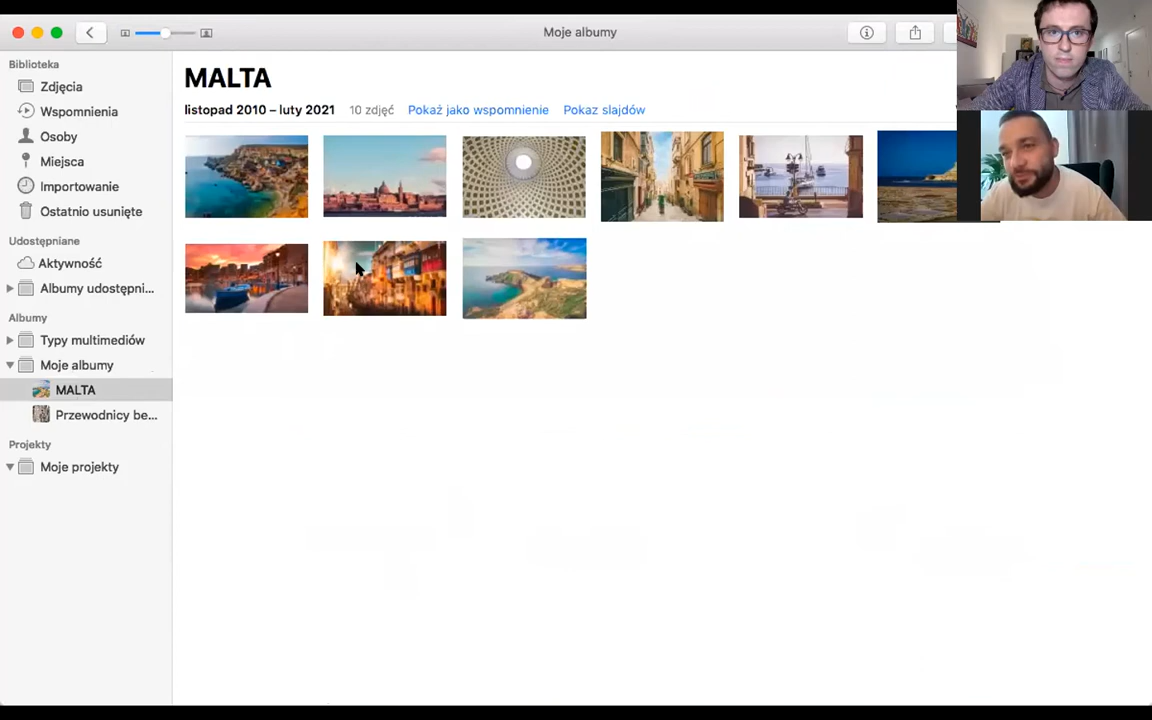 Moje albumy
Biblioteka
Zdjęcia
Wspomnienia
Osoby
Miejsca
Importowanie
Ostatnio usunięte
Udostępniane
Aktywność
Albumy udostępni...
Albumy
Typy multimediów
Moje albumy
MALTA
Przewodnicy be...
Projekty
Moje projekty
MALTA
listopad 2010 – luty 2021 10 zdjęć Pokaż jako wspomnienie Pokaz slajdów